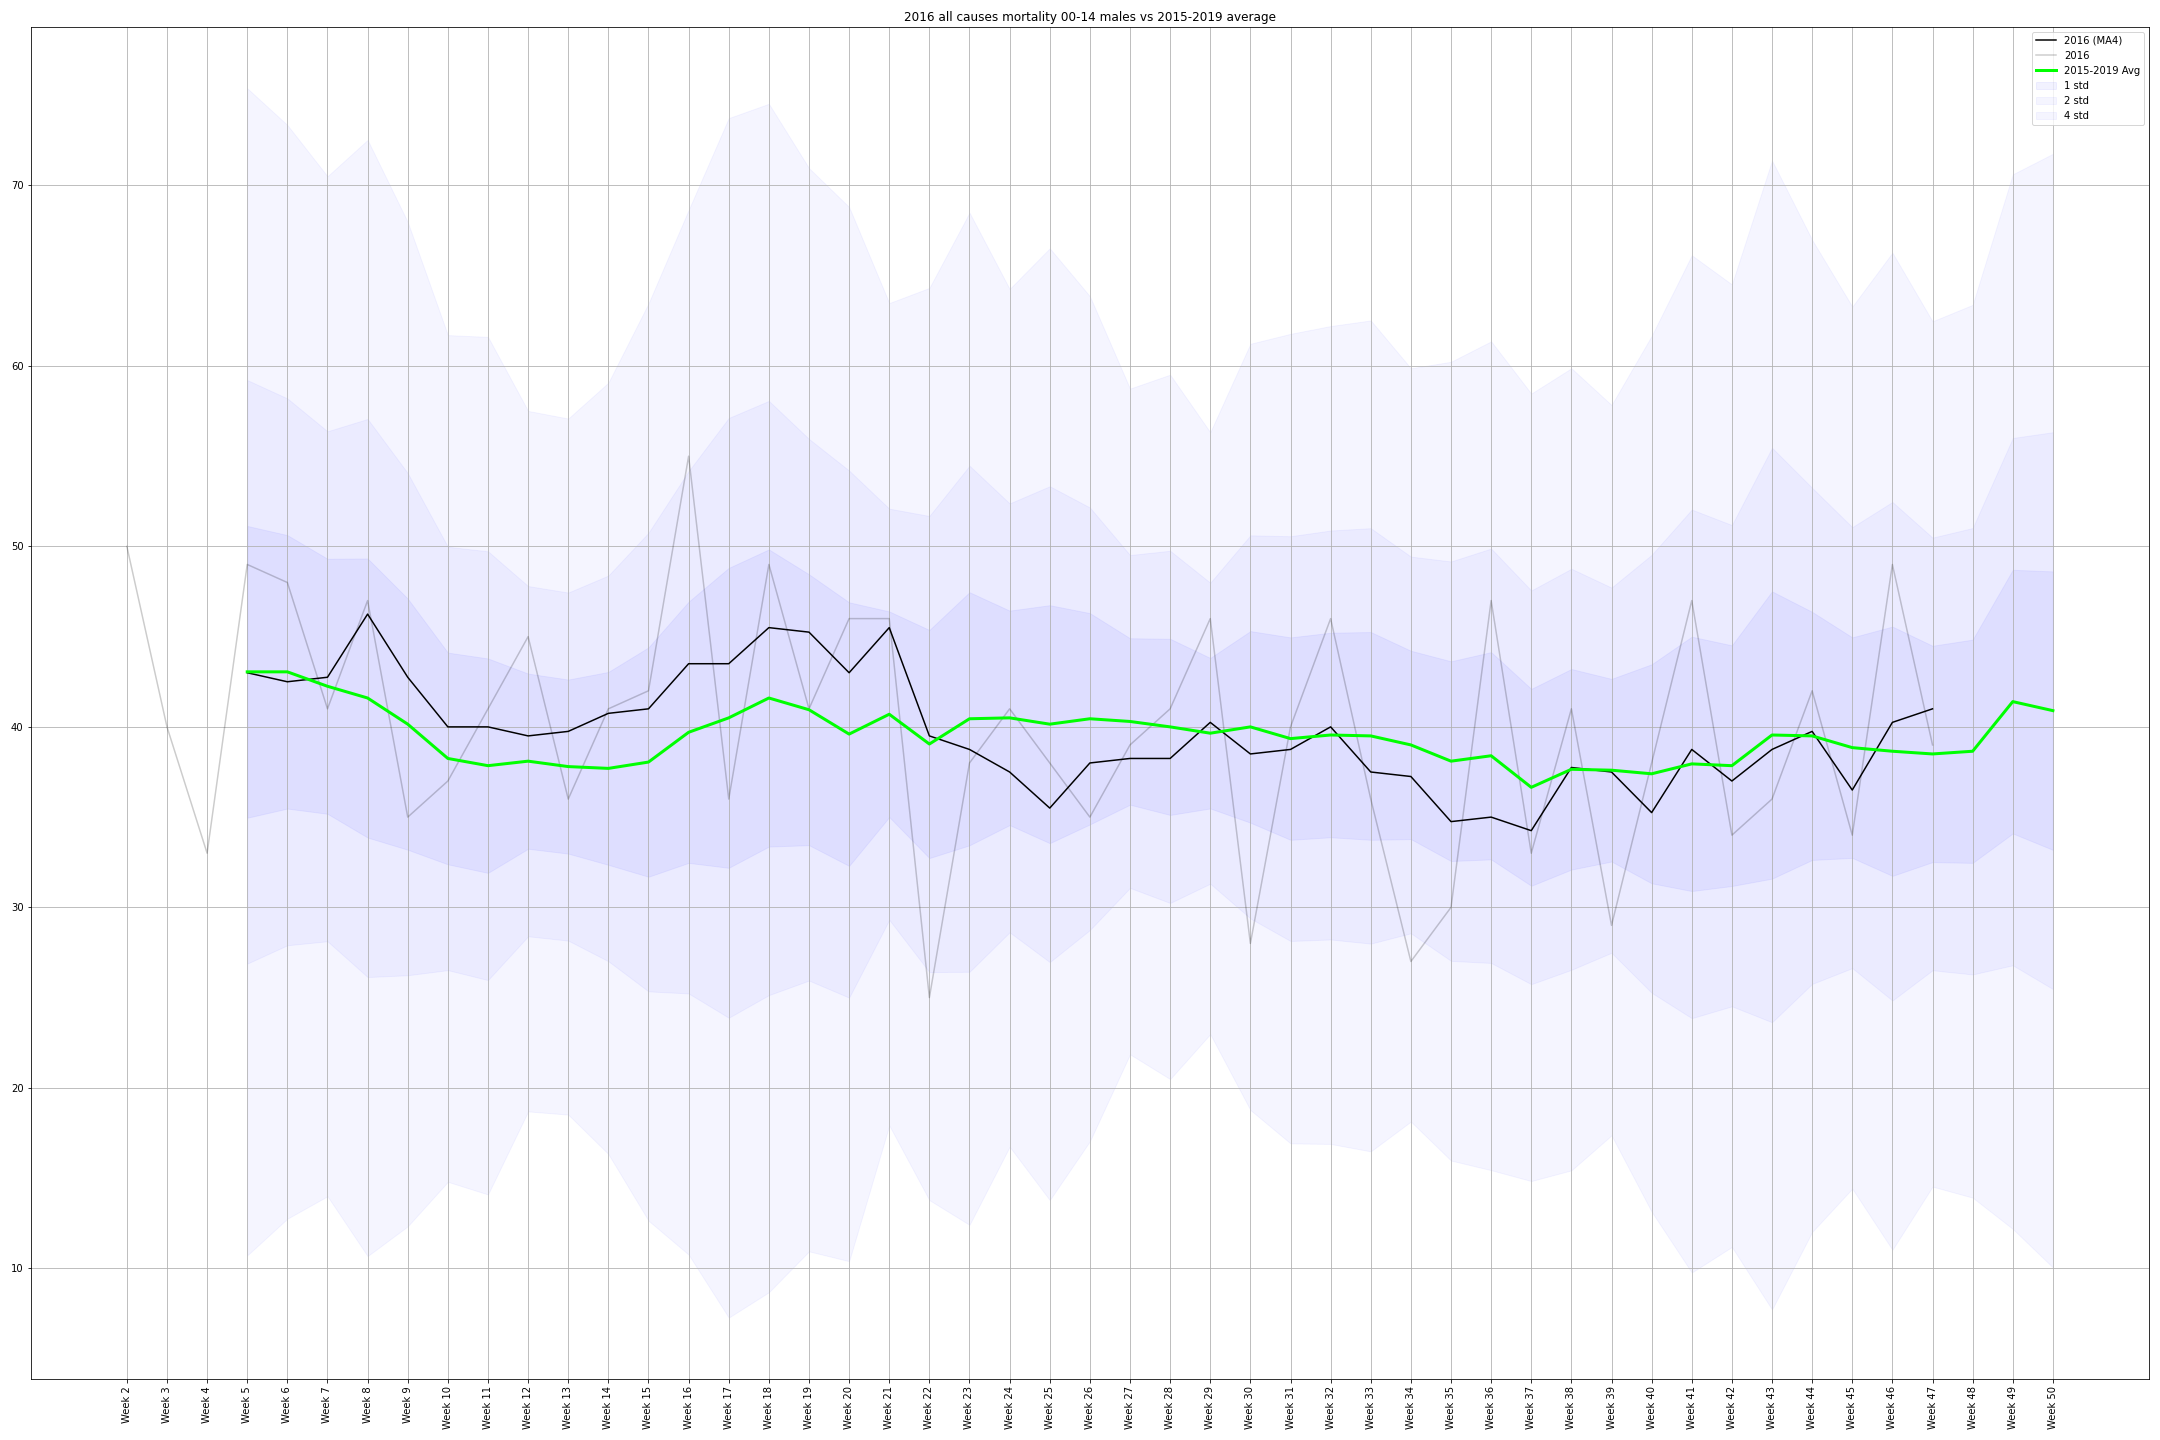 2016 all causes mortality 00-14 males vs 2015-2019 average
2016 (MA4)
2016
2015-2019 Avg
1 std
2 std
4 std
70
60
50
40
30
20
10
Week 2
Week 3
Week 4
Week 5
Week 6
Week 7
Week 8
Week 9
Week 10
Week 11
Week 12
Week 13
Week 14
Week 15
Week 16
Week 17
Week 18
Week 19
Week 20
Week 21
Week 22
Week 23
Week 24
Week 25
Week 26
Week 27
Week 28
Week 29
Week 30
Week 31
Week 32
Week 33
Week 34
Week 35
Week 36
Week 37
Week 38
Week 39
Week 40
Week 41
Week 42
Week 43
Week 44
Week 45
Week 46
Week 47
Week 48
Week 49
Week 50